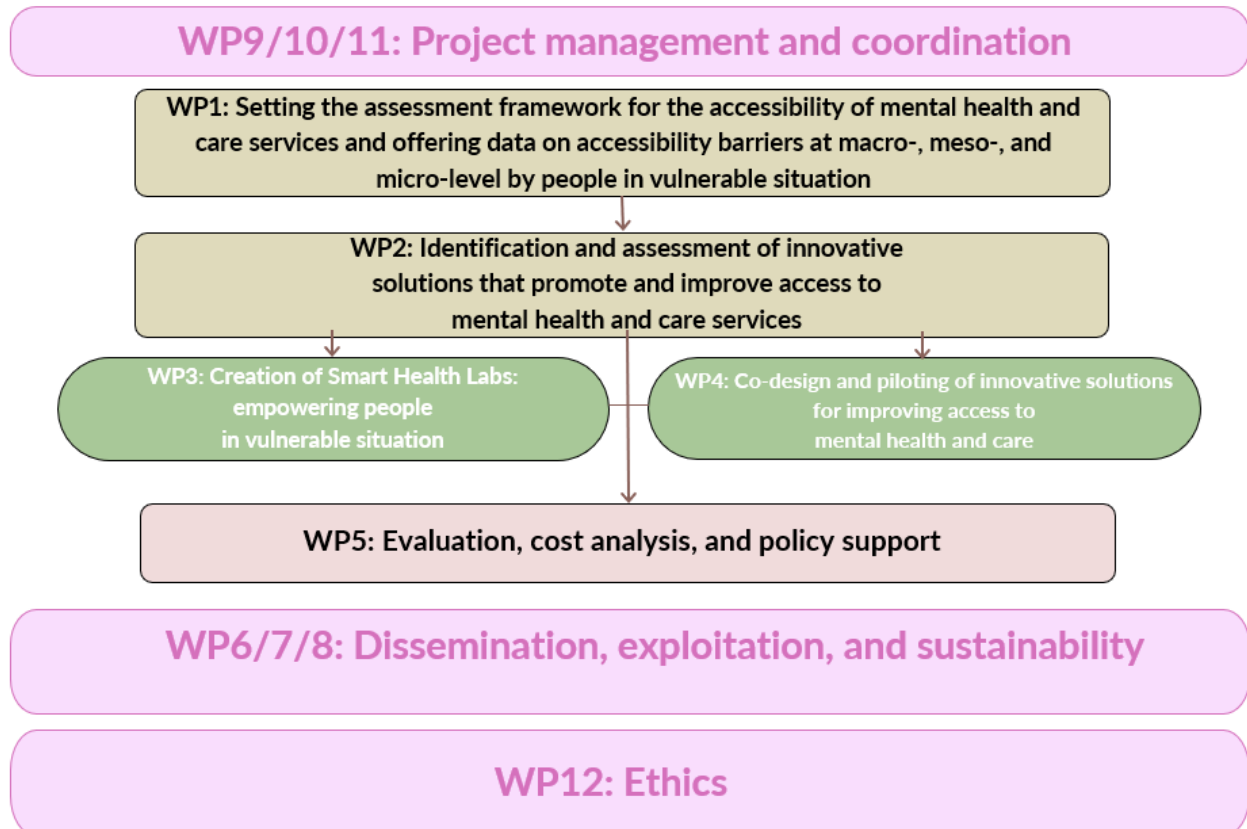 WP9/10/11: Project management and coordination
WP1: Setting the assessment framework for the accessibility of mental health and
care services and offering data on accessibility barriers at macro-, meso-, and
micro-level by people in vulnerable situation
WP2: Identification and assessment of innovative
solutions that promote and improve access to
mental health and care services
WP3: Creation of Smart Health Labs:
empowering people
in vulnerable situation
WP4: Co-design and piloting of innovative solutions
for improving access to
mental health and care
WP5: Evaluation, cost analysis, and policy support
WP6/7/8: Dissemination, exploitation, and sustainability
WP12: Ethics